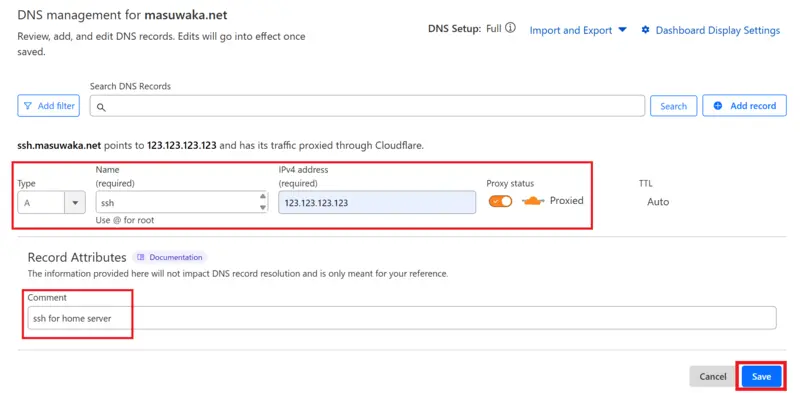 DNS management for masuwaka.net
Review, add, and edit DNS records. Edits will go into effect once
saved.
DNS Setup: Full
Import and Export
Dashboard Display Settings
Search DNS Records
Add filter
Search
Add record
ssh.masuwaka.net points to 123.123.123.123 and has its traffic proxied through Cloudflare.
Type
Name
(required)
IPv4 address
(required)
Proxy status
TTL
A
ssh
123.123.123.123
Proxied
Auto
Use @ for root
Record Attributes
Documentation
The information provided here will not impact DNS record resolution and is only meant for your reference.
Comment
ssh for home server
Cancel
Save